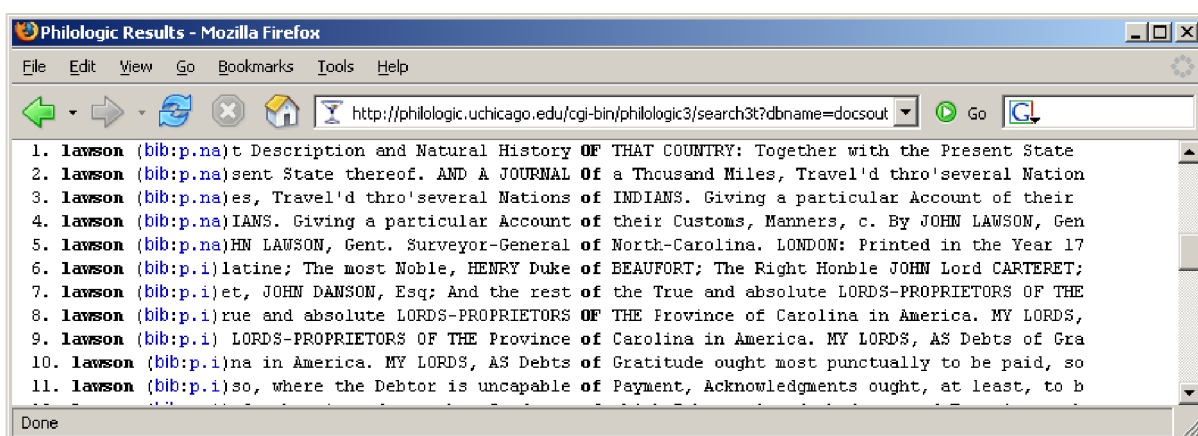 Philologic Results - Mozilla Firefox
File Edit View Go Bookmarks Tools Help
http://philologic.uchicago.edu/cgi-bin/philologic3/search3t?dbname=docsout Go G
1. lawson (bib:p.na)t Description and Natural History OF THAT COUNTRY: Together with the Present State
2. lawson (bib:p.na)sent State thereof. AND A JOURNAL Of a Thousand Miles, Travel'd thro'several Nation
3. lawson (bib:p.na)es, Travel'd thro'several Nations of INDIANS. Giving a particular Account of their
4. lawson (bib:p.na)IANS. Giving a particular Account of their Customs, Manners, c. By JOHN LAWSON, Gen
5. lawson (bib:p.na)HN LAWSON, Gent. Surveyor-General of North-Carolina. LONDON: Printed in the Year 17
6. lawson (bib:p.i)latine; The most Noble, HENRY Duke of BEAUFORT; The Right Honble JOHN Lord CARTERET;
7. lawson (bib:p.i)et, JOHN DANSON, Esq; And the rest of the True and absolute LORDS-PROPRIETORS OF THE
8. lawson (bib:p.i)rue and absolute LORDS-PROPRIETORS OF THE Province of Carolina in America. MY LORDS,
9. lawson (bib:p.i) LORDS-PROPRIETORS OF THE Province of Carolina in America. MY LORDS, AS Debts of Gra
10. lawson (bib:p.i)na in America. MY LORDS, AS Debts of Gratitude ought most punctually to be paid, so
11. lawson (bib:p.i)so, where the Debtor is uncapable of Payment, Acknowledgments ought, at least, to b
Done